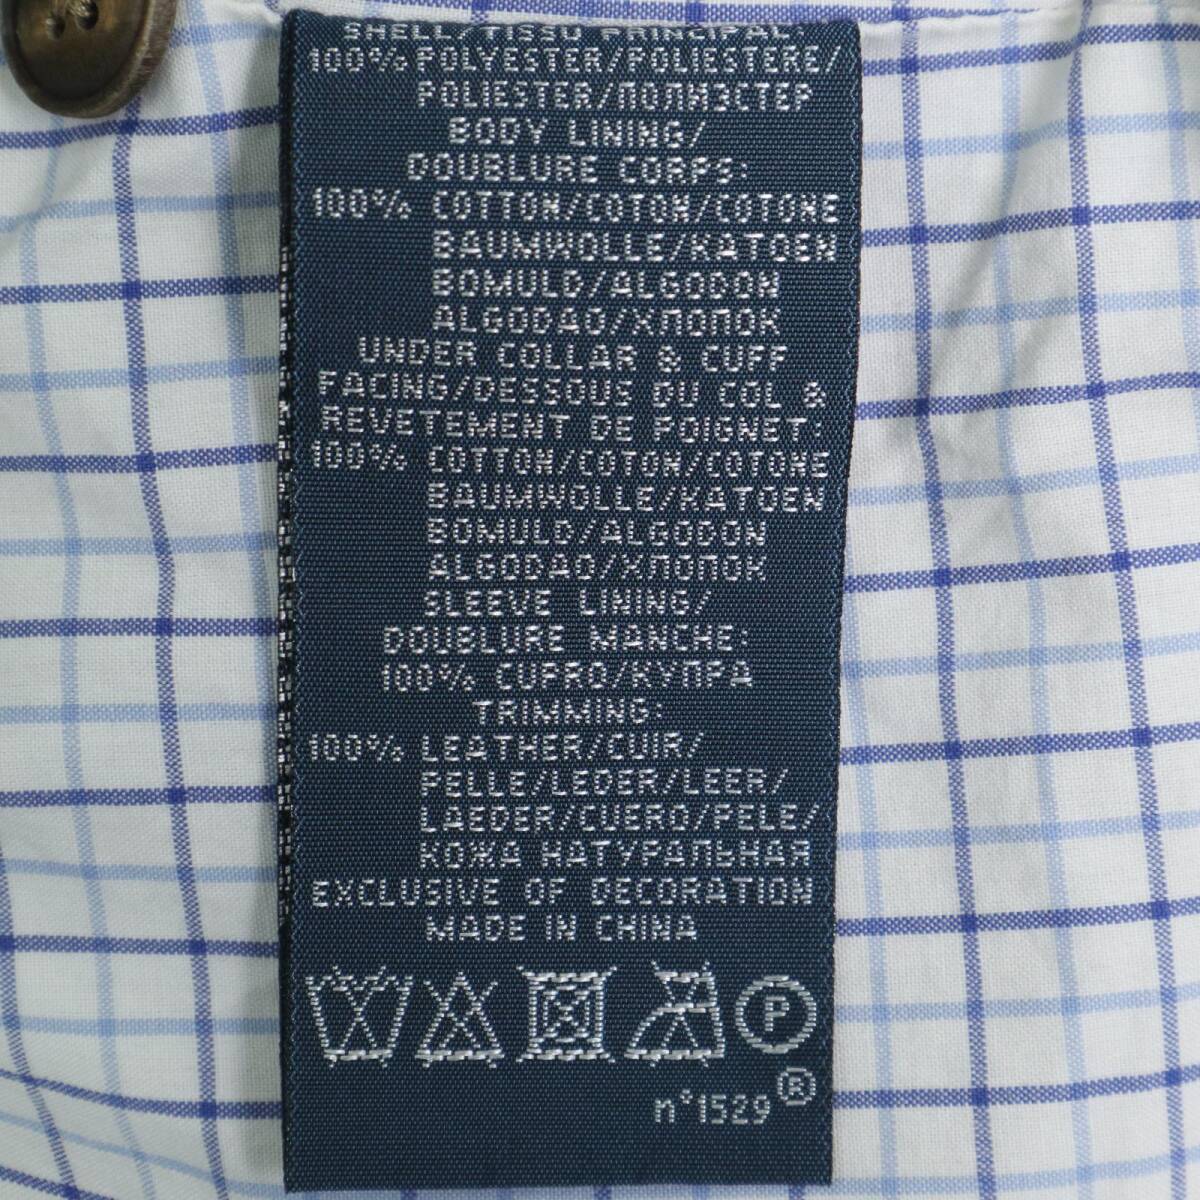 SHELL/TISSU PRINCIPAL:
100% POLYESTER/POLIESTERE/
POLIESTER/ПОЛИЭСТЕР
BODY LINING/
DOUBLURE CORPS:
100% COTTON/COTON/COTONE
BAUMWOLLE/KATOEN
BOMULD/ALGODON
ALGODAO/ХЛОПОК
UNDER COLLAR & CUFF
FACING/DESSOUS DU COL &
REVETEMENT DE POIGNET:
100% COTTON/COTON/COTONE
BAUMWOLLE/KATOEN
BOMULD/ALGODON
ALGODAO/ХЛОПОК
SLEEVE LINING/
DOUBLURE MANCHE:
100% CUPRO/КУПРА
TRIMMING:
100% LEATHER/CUIR/
PELLE/LEDER/LEER/
LAEDER/CUERO/PELE/
КОЖА НАТУРАЛЬНАЯ
EXCLUSIVE OF DECORATION
MADE IN CHINA
P
n°1529®